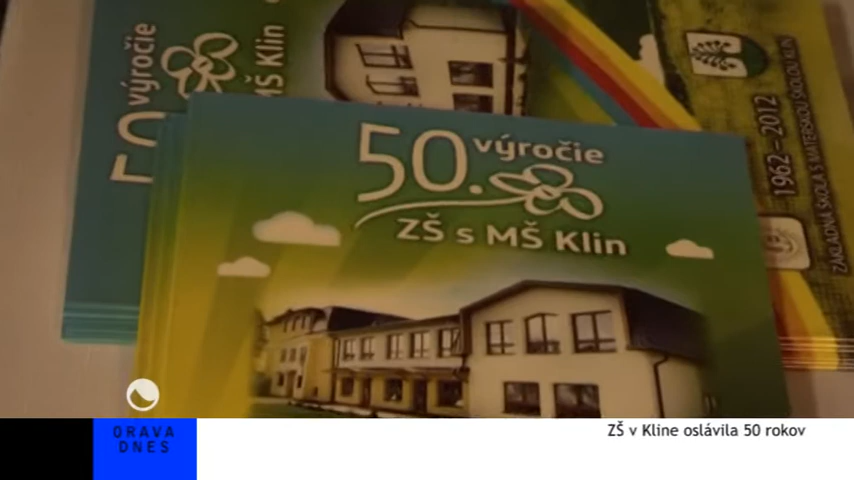 50. výročie
MŠ Klin
1962-2012
ZÁKLADNÁ ŠKOLA S MATERSKOU ŠKOLOU KLIN
50. výročie
ZŠ s MŠ Klin
ORAVA
DNES
ZŠ v Kline oslávila 50 rokov